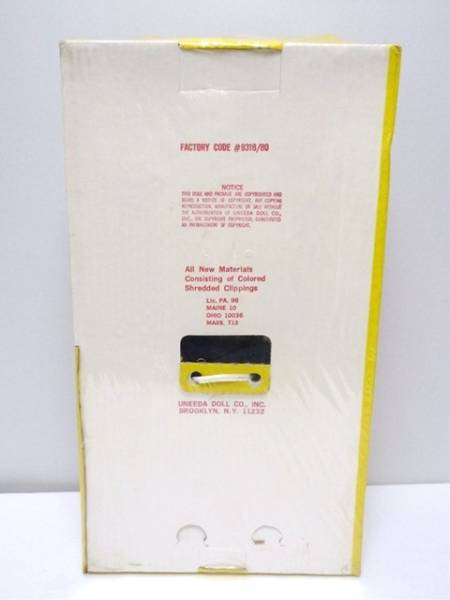 FACTORY CODE #9318/80
NOTICE
THIS DOLL AND PACKAGE ARE COPYRIGHTED AND
BEARS A NOTICE OF COPYRIGHT. ANY COPYING
REPRODUCTION, MANUFACTURE OR SALE WITHOUT
THE AUTHORIZATION OF UNEEDA DOLL CO.,
INC., OR COPYRIGHT PROPRIETOR, CONSTITUTES
AN INFRINGEMENT OF COPYRIGHT.
All New Materials
Consisting of Colored
Shredded Clippings
Lic. PA. 98
MAINE 10
OHIO 10036
MASS. T13
UNEEDA DOLL CO., INC.
BROOKLYN, N.Y. 11232